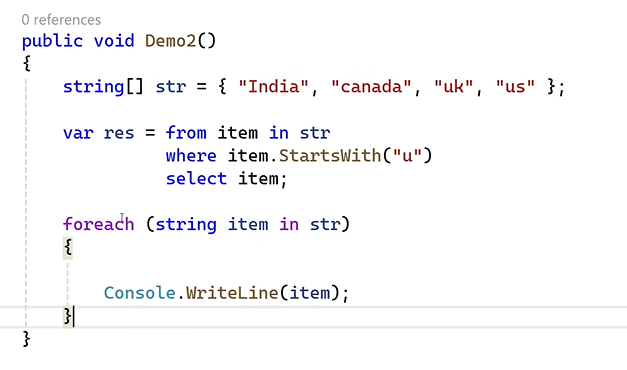 0 references
public void Demo2()
{
string[] str = { "India", "canada", "uk", "us" };
var res = from item in str
where item.StartsWith("u")
select item;
foreach (string item in str)
{
Console.WriteLine(item);
}
}